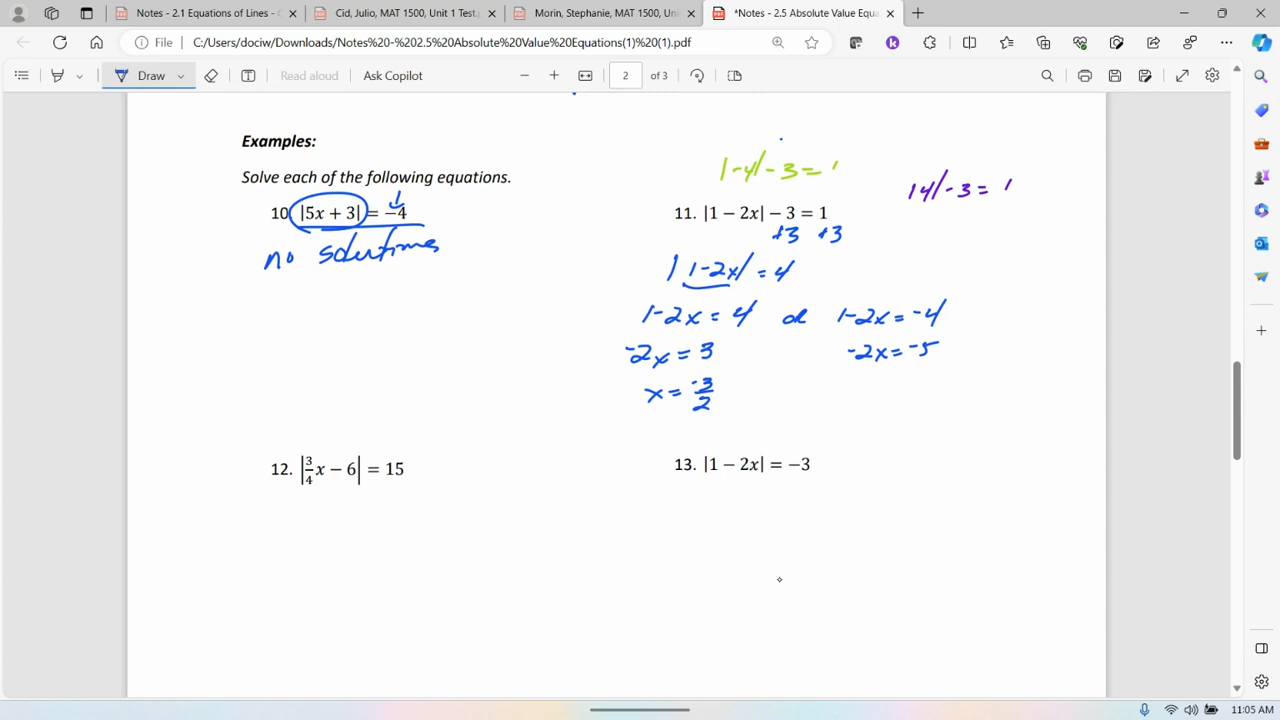 Notes - 2.1 Equations of Lines -
Cid, Julio, MAT 1500, Unit 1 Test.
Morin, Stephanie, MAT 1500, Uni
*Notes - 2.5 Absolute Value Equa
File
C:/Users/dociw/Downloads/Notes%20-%202.5%20Absolute%20Value%20Equations(1)%20(1).pdf
Draw
Read aloud
Ask Copilot
2 of 3
Examples:
Solve each of the following equations.
10 |5x + 3| = −4
no solutions
|-4| - 3 = 1
|4| - 3 = 1
11. |1 − 2x| − 3 = 1
+3 +3
|1-2x| = 4
1-2x = 4 or 1-2x = -4
-2x = 3 -2x = -5
x = -3/2
12. |3/4 x − 6| = 15
13. |1 − 2x| = −3
11:05 AM